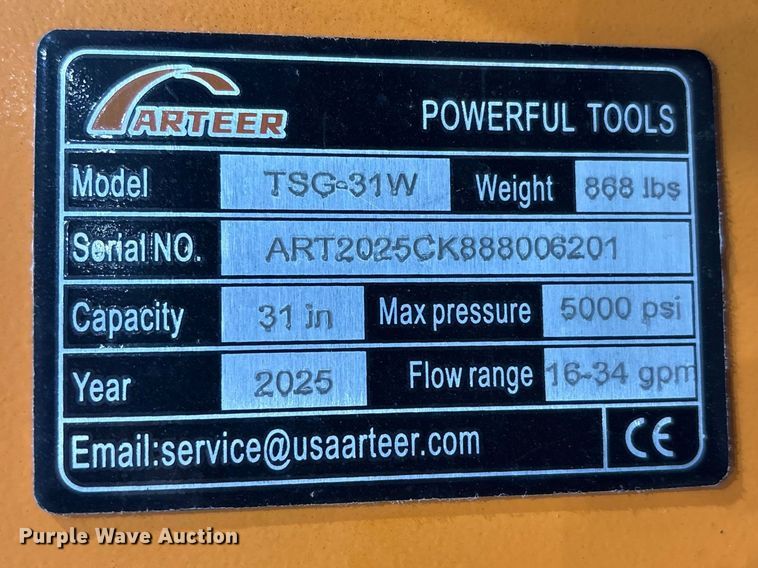 ARTEER POWERFUL TOOLS
Model TSG-31W Weight 868 lbs
Serial NO. ART2025CK888006201
Capacity 31 in Max pressure 5000 psi
Year 2025 Flow range 16-34 gpm
Email:service@usaarteer.com CE
Purple Wave Auction